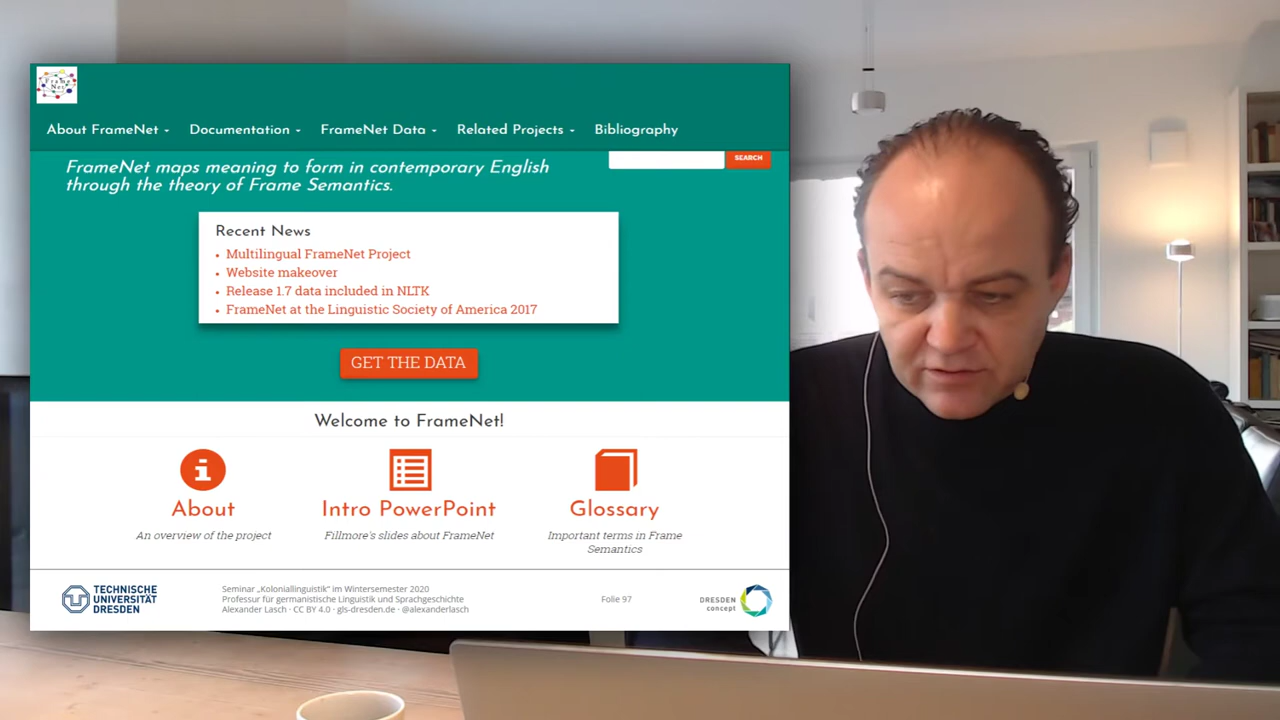 Frame
Net
About FrameNet
Documentation
FrameNet Data
Related Projects
Bibliography
FrameNet maps meaning to form in contemporary English
through the theory of Frame Semantics.
SEARCH
Recent News
• Multilingual FrameNet Project
• Website makeover
• Release 1.7 data included in NLTK
• FrameNet at the Linguistic Society of America 2017
GET THE DATA
Welcome to FrameNet!
About
An overview of the project
Intro PowerPoint
Fillmore's slides about FrameNet
Glossary
Important terms in Frame
Semantics
TECHNISCHE
UNIVERSITÄT
DRESDEN
Seminar „Koloniallinguistik“ im Wintersemester 2020
Professur für germanistische Linguistik und Sprachgeschichte
Alexander Lasch · CC BY 4.0 · gls-dresden.de · @alexanderlasch
Folie 97
DRESDEN
concept